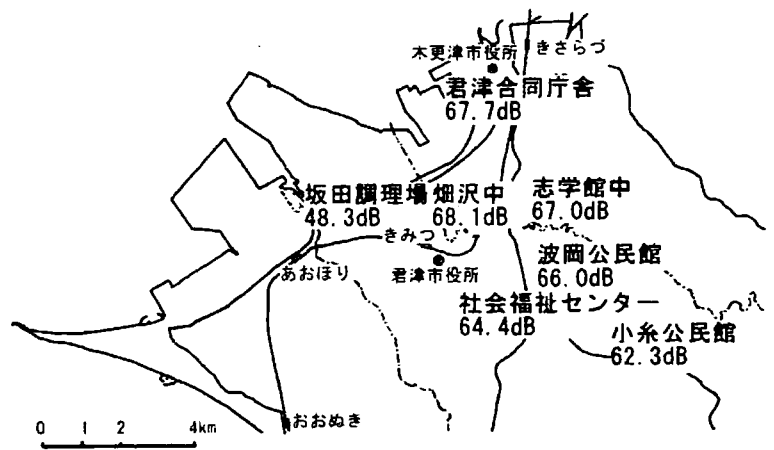 木更津市役所
きさらづ
君津合同庁舎
67.7dB
坂田調理場
48.3dB
畑沢中
68.1dB
志学館中
67.0dB
きみつ
あおほり
君津市役所
波岡公民館
66.0dB
社会福祉センター
64.4dB
小糸公民館
62.3dB
おおぬき
0 1 2 4km